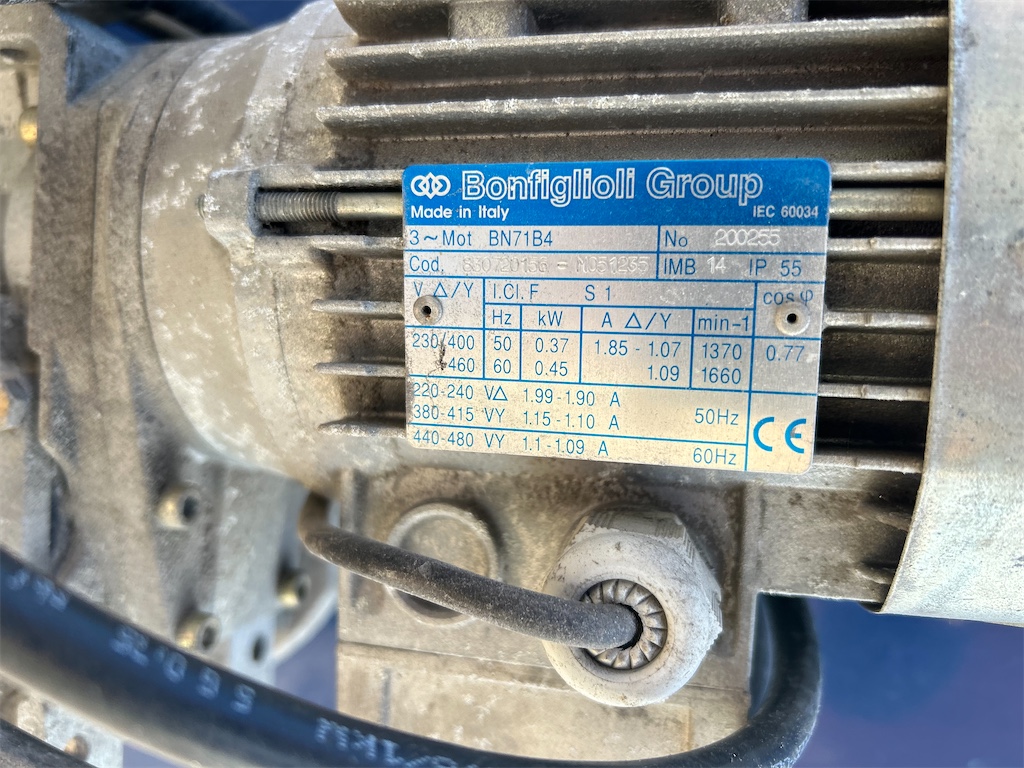 Bonfiglioli Group
Made in Italy IEC 60034
3~Mot BN71B4 No 200255
Cod. IMB 14 IP 55
V Δ/Y I.Cl.F S 1 cos φ
Hz kW A Δ/Y min-1
230/400 50 0.37 1.85 - 1.07 1370 0.77
460 60 0.45 1.09 1660
220-240 VΔ 1.99-1.90 A
380-415 VY 1.15-1.10 A 50Hz
440-480 VY 1.1-1.09 A 60Hz
CE